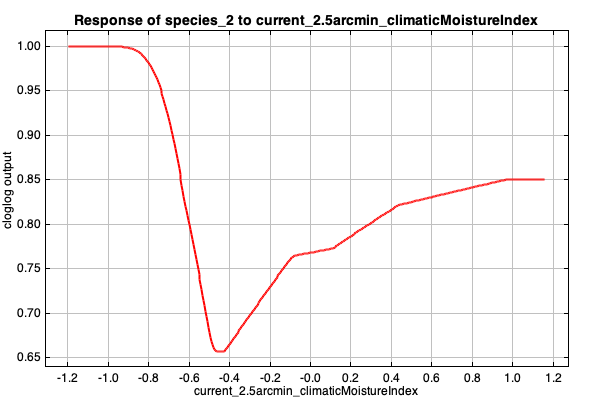 Response of species_2 to current_2.5arcmin_climaticMoistureIndex
1.00
0.95
0.90
0.85
0.80
0.75
0.70
0.65
cloglog output
-1.2 -1.0 -0.8 -0.6 -0.4 -0.2 -0.0 0.2 0.4 0.6 0.8 1.0 1.2
current_2.5arcmin_climaticMoistureIndex